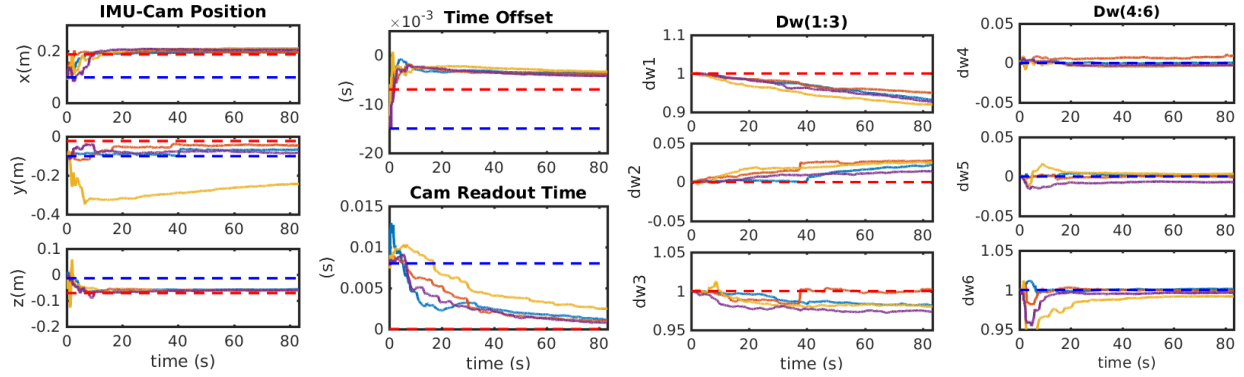 IMU-Cam Position
x(m)
0.2
0
0 20 40 60 80
y(m)
0
-0.2
-0.4
0 20 40 60 80
z(m)
0.1
0
-0.1
-0.2
0 20 40 60 80
time (s)
×10⁻³ Time Offset
(s)
0
-10
-20
0 20 40 60 80
Cam Readout Time
(s)
0.015
0.01
0.005
0
0 20 40 60 80
time (s)
Dw(1:3)
dw1
1.1
1
0.9
0 20 40 60 80
dw2
0.05
0
-0.05
0 20 40 60 80
dw3
1.05
1
0.95
0 20 40 60 80
time (s)
Dw(4:6)
dw4
0.05
0
-0.05
0 20 40 60 80
dw5
0.05
0
-0.05
0 20 40 60 80
dw6
1.05
1
0.95
0 20 40 60 80
time (s)